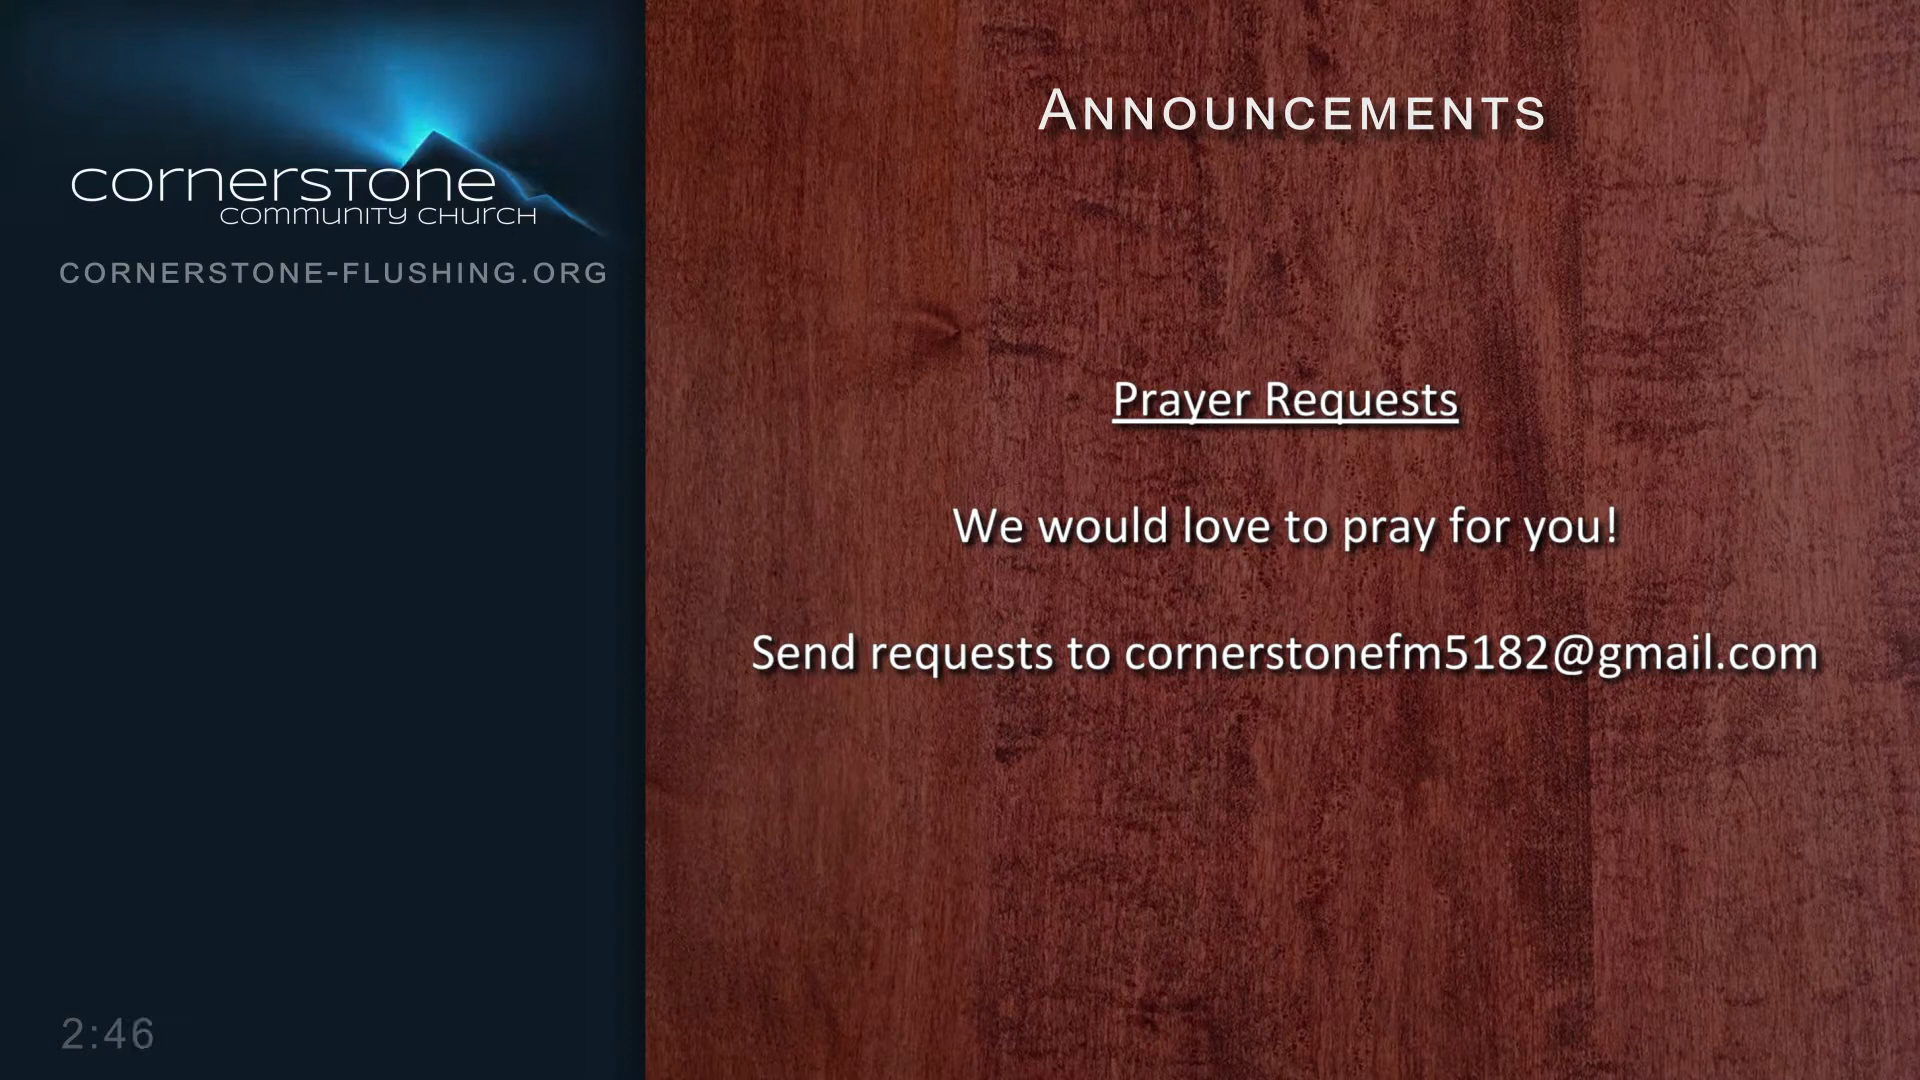 cornerstone
community church
CORNERSTONE-FLUSHING.ORG
2:46
ANNOUNCEMENTS
Prayer Requests
We would love to pray for you!
Send requests to cornerstonefm5182@gmail.com